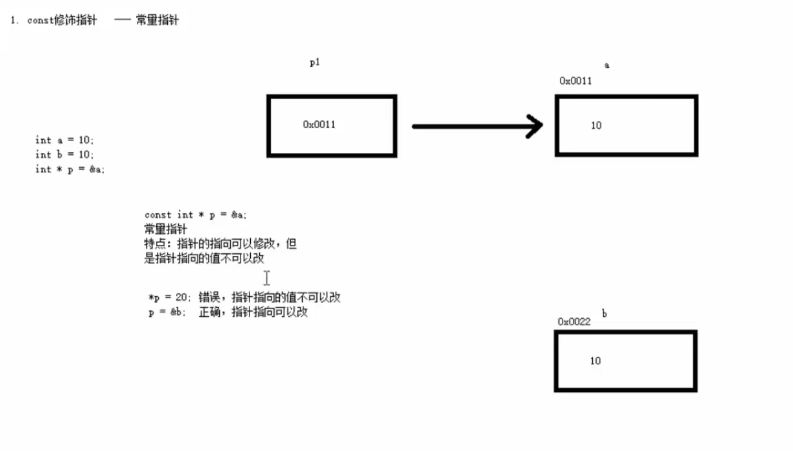 1. const修饰指针 —— 常量指针
p1
a
0x0011
0x0011
10
int a = 10;
int b = 10;
int * p = &a;
const int * p = &a;
常量指针
特点：指针的指向可以修改，但
是指针指向的值不可以改
*p = 20; 错误，指针指向的值不可以改
p = &b; 正确，指针指向可以改
b
0x0022
10